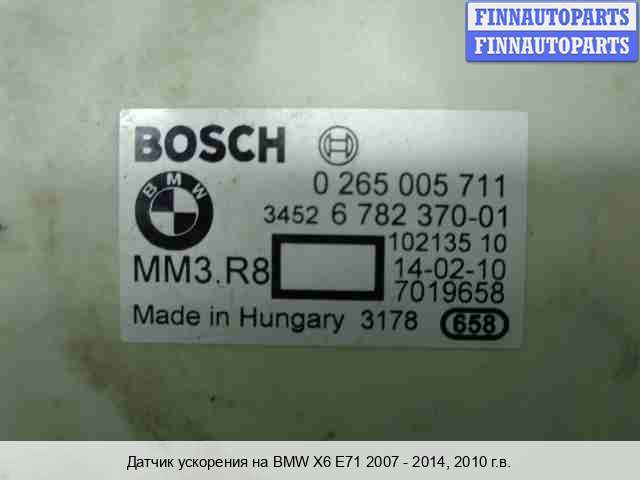 FINNAUTOPARTS
FINNAUTOPARTS
BOSCH
BMW
0 265 005 711
3452 6 782 370-01
102135 10
MM3.R8
14-02-10
7019658
Made in Hungary 3178
658
Датчик ускорения на BMW X6 E71 2007 - 2014, 2010 г.в.